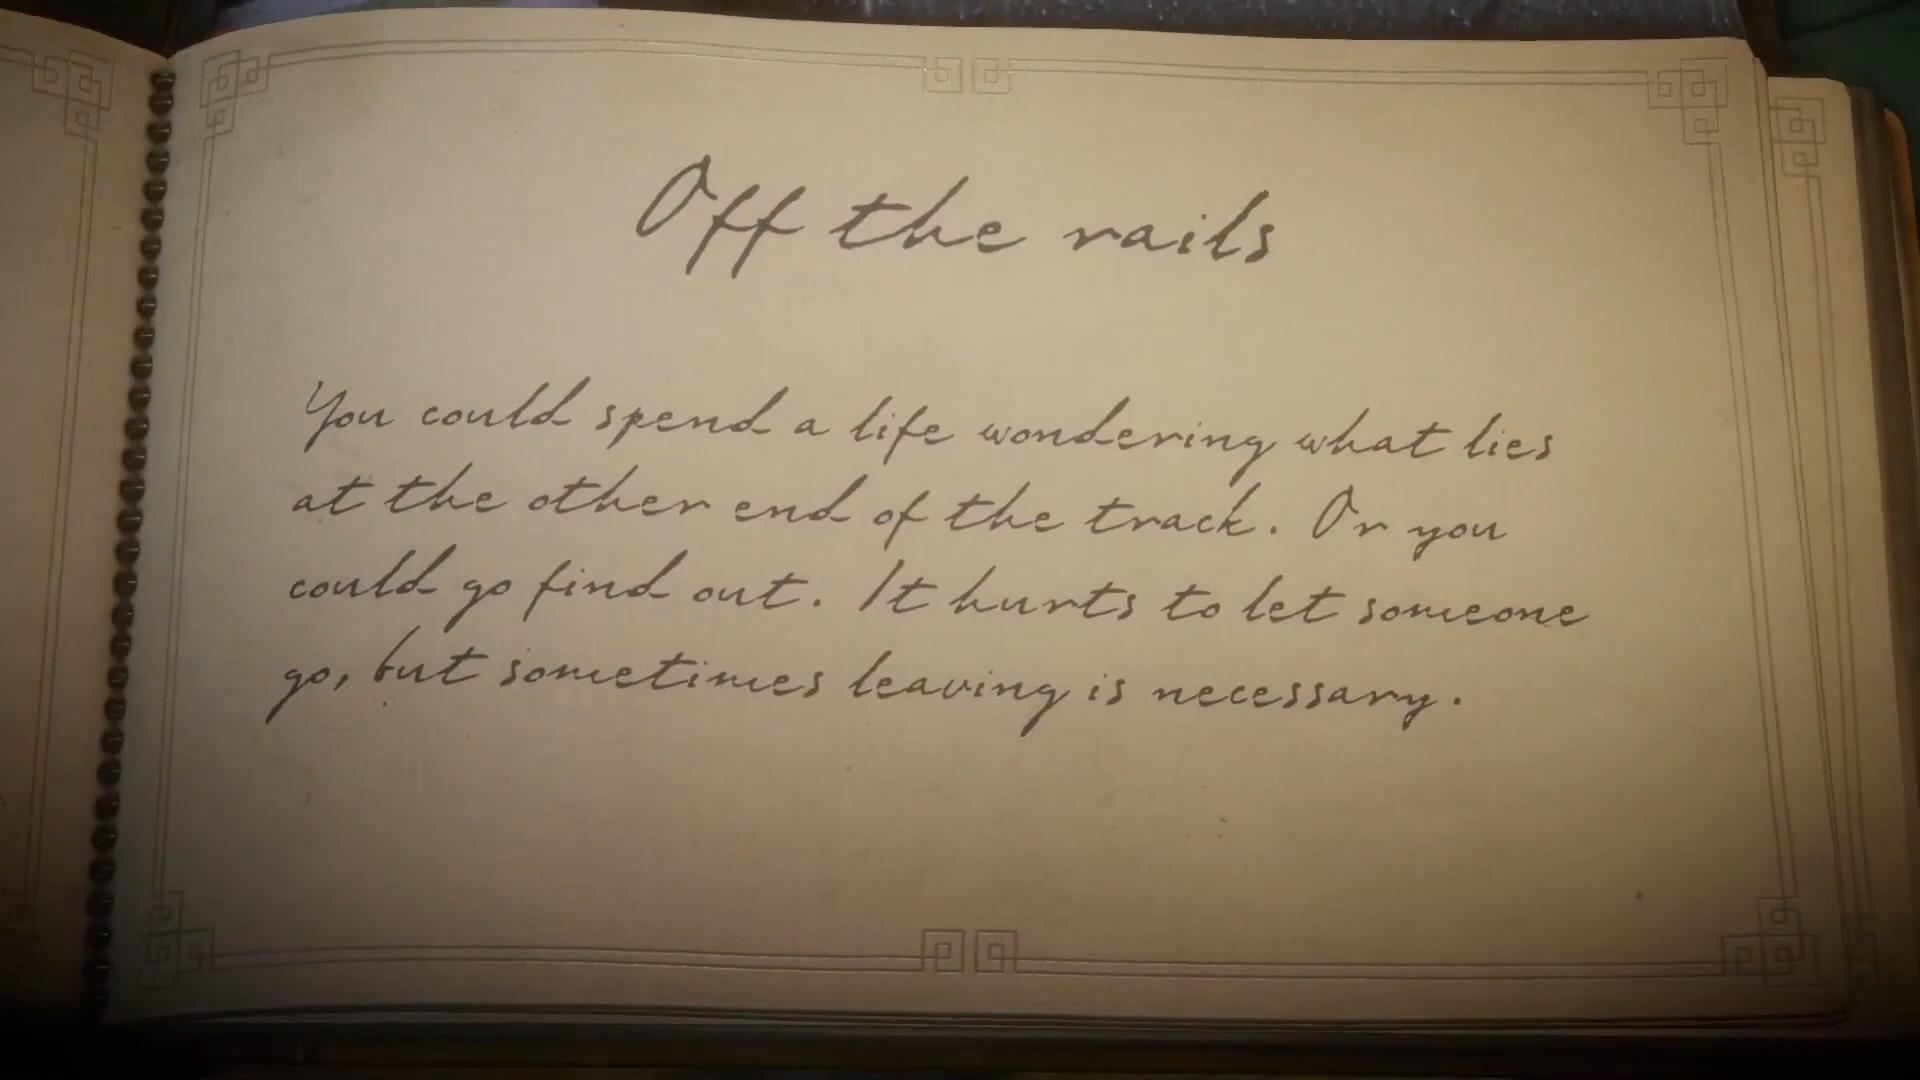 Off the rails
You could spend a life wondering what lies
at the other end of the track. Or you
could go find out. It hurts to let someone
go, but sometimes leaving is necessary.